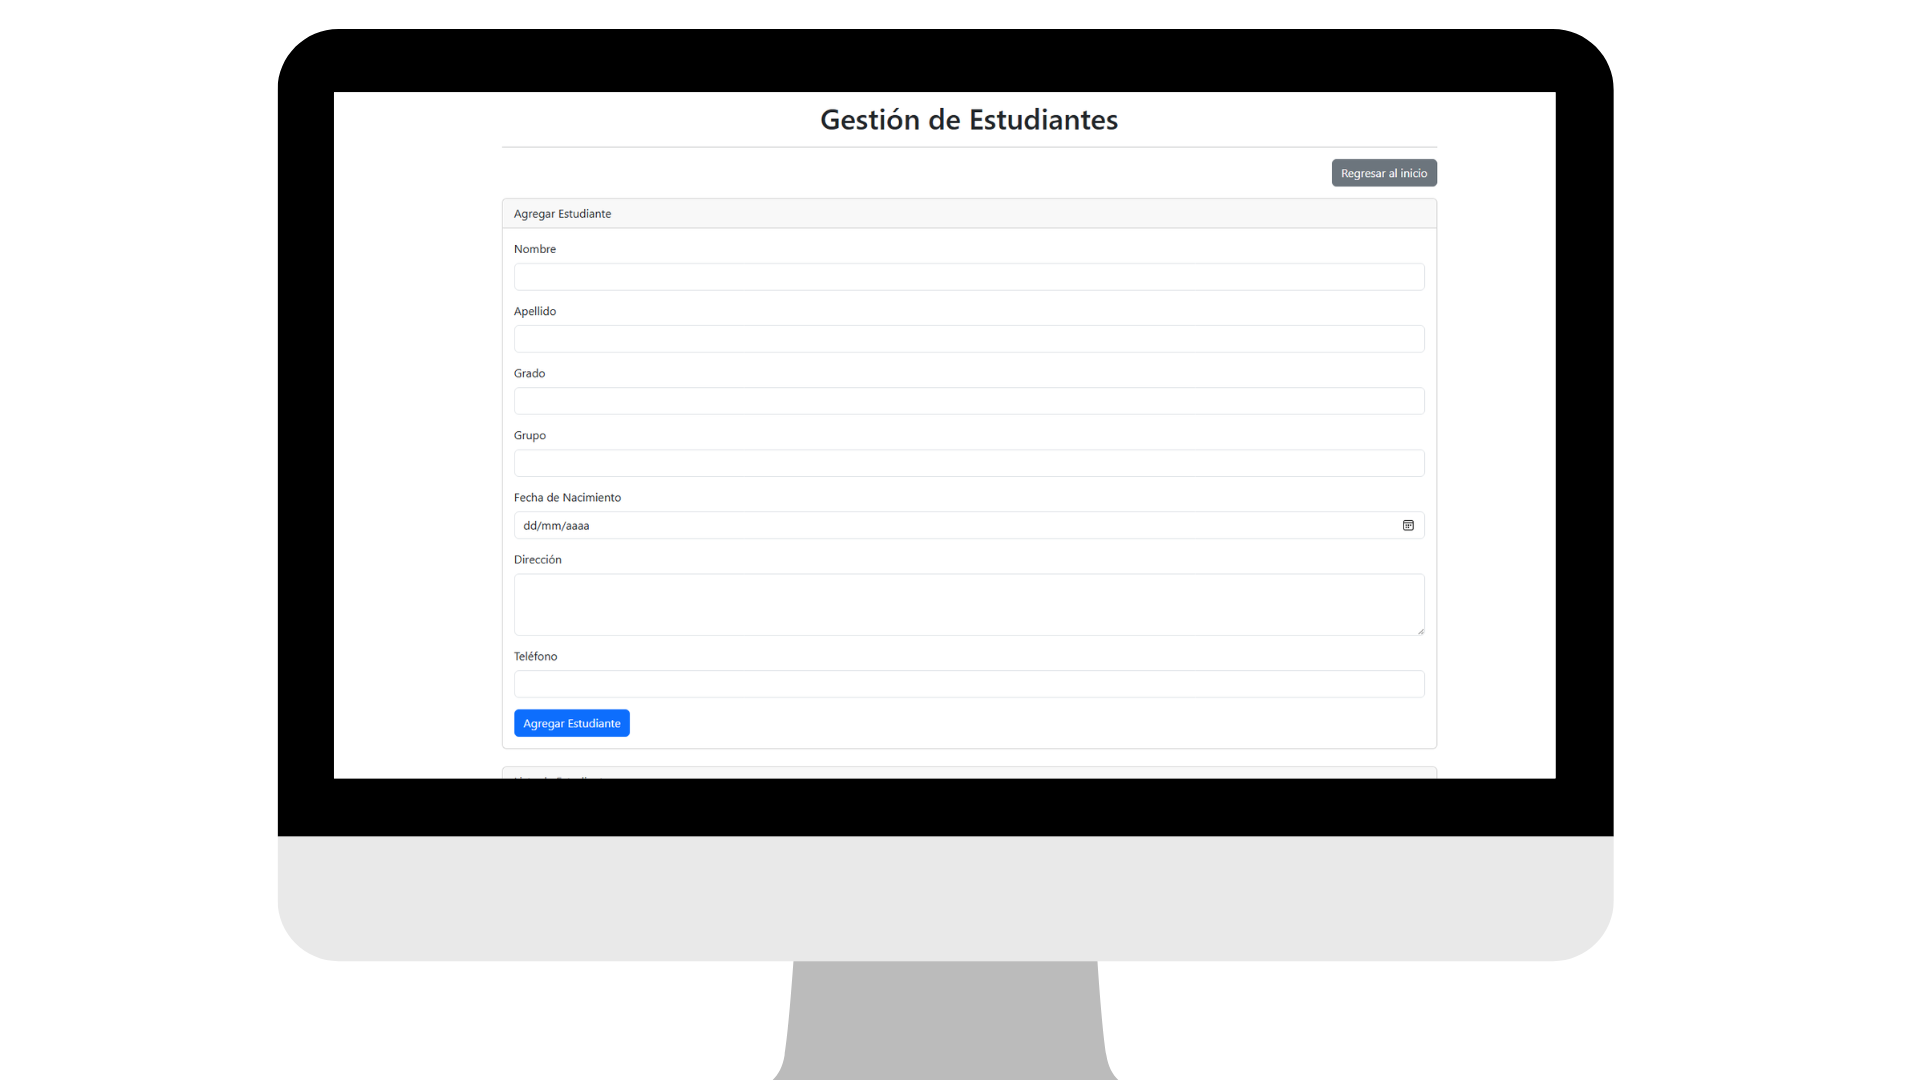 Gestión de Estudiantes
Regresar al inicio
Agregar Estudiante
Nombre
Apellido
Grado
Grupo
Fecha de Nacimiento
dd/mm/aaaa
Dirección
Teléfono
Agregar Estudiante